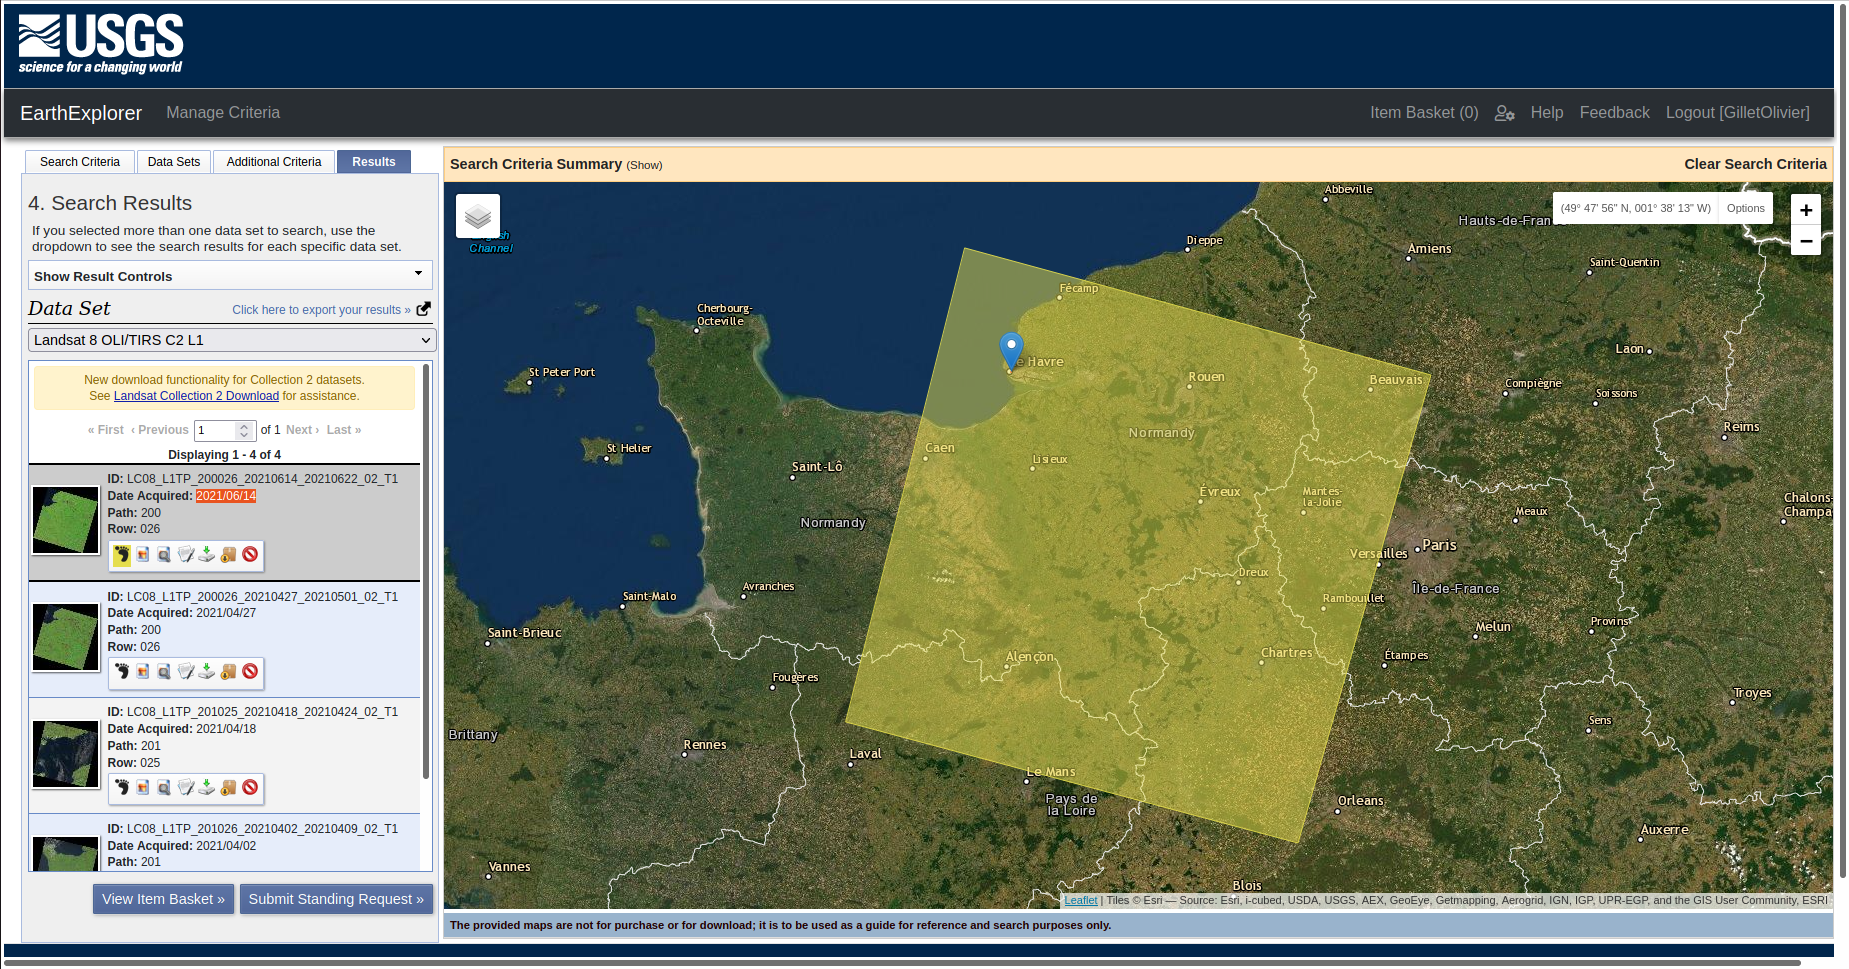 USGS
science for a changing world
EarthExplorer
Manage Criteria
Item Basket (0)
Help
Feedback
Logout [GilletOlivier]
Search Criteria
Data Sets
Additional Criteria
Results
4. Search Results
If you selected more than one data set to search, use the
dropdown to see the search results for each specific data set.
Show Result Controls
Data Set
Click here to export your results »
Landsat 8 OLI/TIRS C2 L1
New download functionality for Collection 2 datasets.
See Landsat Collection 2 Download for assistance.
« First ‹ Previous 1 of 1 Next › Last »
Displaying 1 - 4 of 4
ID: LC08_L1TP_200026_20210614_20210622_02_T1
Date Acquired: 2021/06/14
Path: 200
Row: 026
ID: LC08_L1TP_200026_20210427_20210501_02_T1
Date Acquired: 2021/04/27
Path: 200
Row: 026
ID: LC08_L1TP_201025_20210418_20210424_02_T1
Date Acquired: 2021/04/18
Path: 201
Row: 025
ID: LC08_L1TP_201026_20210402_20210409_02_T1
Date Acquired: 2021/04/02
Path: 201
View Item Basket »
Submit Standing Request »
Search Criteria Summary (Show)
Clear Search Criteria
(49° 47' 56" N, 001° 38' 13" W)
Options
+
−
Abbeville
Hauts-de-Fran
Channel
Dieppe
Amiens
Saint-Quentin
Fécamp
Cherbourg-
Octeville
Laon
Havre
St Peter Port
Rouen
Beauvais
Compiègne
Soissons
Reims
Normandy
St Helier
Caen
Lisieux
Saint-Lô
Évreux
Mantes-
la-Jolie
Chalons-
Champa
Meaux
Normandy
Paris
Versailles
Dreux
Île-de-France
Avranches
Saint-Malo
Rambouillet
Provins
Melun
Saint-Brieuc
Chartres
Étampes
Alençon
Fougères
Troyes
Sens
Brittany
Rennes
Laval
Le Mans
Pays de
la Loire
Orleans
Auxerre
Vannes
Blois
Leaflet | Tiles © Esri — Source: Esri, i-cubed, USDA, USGS, AEX, GeoEye, Getmapping, Aerogrid, IGN, IGP, UPR-EGP, and the GIS User Community, ESRI
The provided maps are not for purchase or for download; it is to be used as a guide for reference and search purposes only.